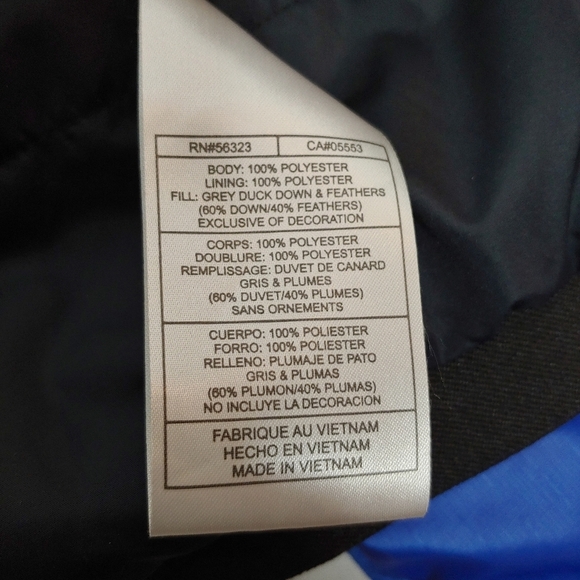 RN#56323 CA#05553
BODY: 100% POLYESTER
LINING: 100% POLYESTER
FILL: GREY DUCK DOWN & FEATHERS
(60% DOWN/40% FEATHERS)
EXCLUSIVE OF DECORATION
CORPS: 100% POLYESTER
DOUBLURE: 100% POLYESTER
REMPLISSAGE: DUVET DE CANARD
GRIS & PLUMES
(60% DUVET/40% PLUMES)
SANS ORNEMENTS
CUERPO: 100% POLIESTER
FORRO: 100% POLIESTER
RELLENO: PLUMAJE DE PATO
GRIS & PLUMAS
(60% PLUMON/40% PLUMAS)
NO INCLUYE LA DECORACION
FABRIQUE AU VIETNAM
HECHO EN VIETNAM
MADE IN VIETNAM